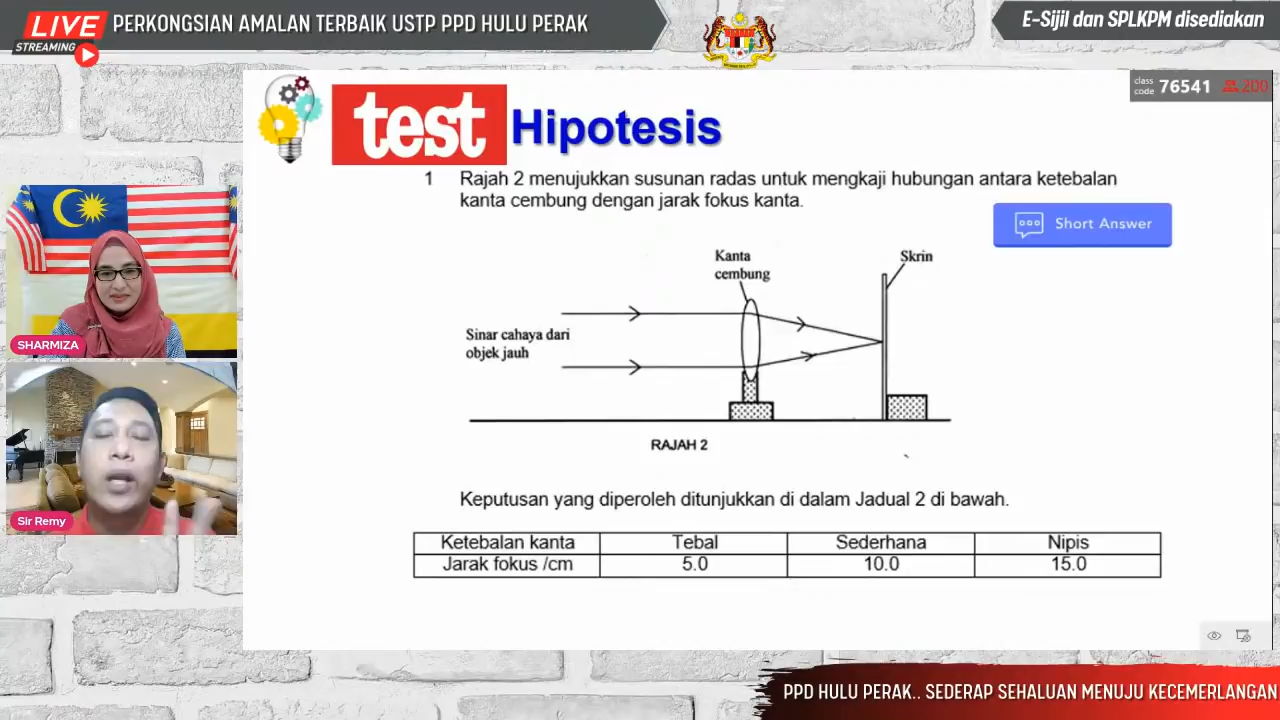 LIVE
STREAMING
PERKONGSIAN AMALAN TERBAIK USTP PPD HULU PERAK
E-Sijil dan SPLKPM disediakan
class
code 76541 200
test Hipotesis
1 Rajah 2 menujukkan susunan radas untuk mengkaji hubungan antara ketebalan
kanta cembung dengan jarak fokus kanta.
Short Answer
Kanta
cembung
Skrin
Sinar cahaya dari
objek jauh
RAJAH 2
SHARMIZA
Sir Remy
Keputusan yang diperoleh ditunjukkan di dalam Jadual 2 di bawah.
Ketebalan kanta Tebal Sederhana Nipis
Jarak fokus /cm 5.0 10.0 15.0
PPD HULU PERAK.. SEDERAP SEHALUAN MENUJU KECEMERLANGAN